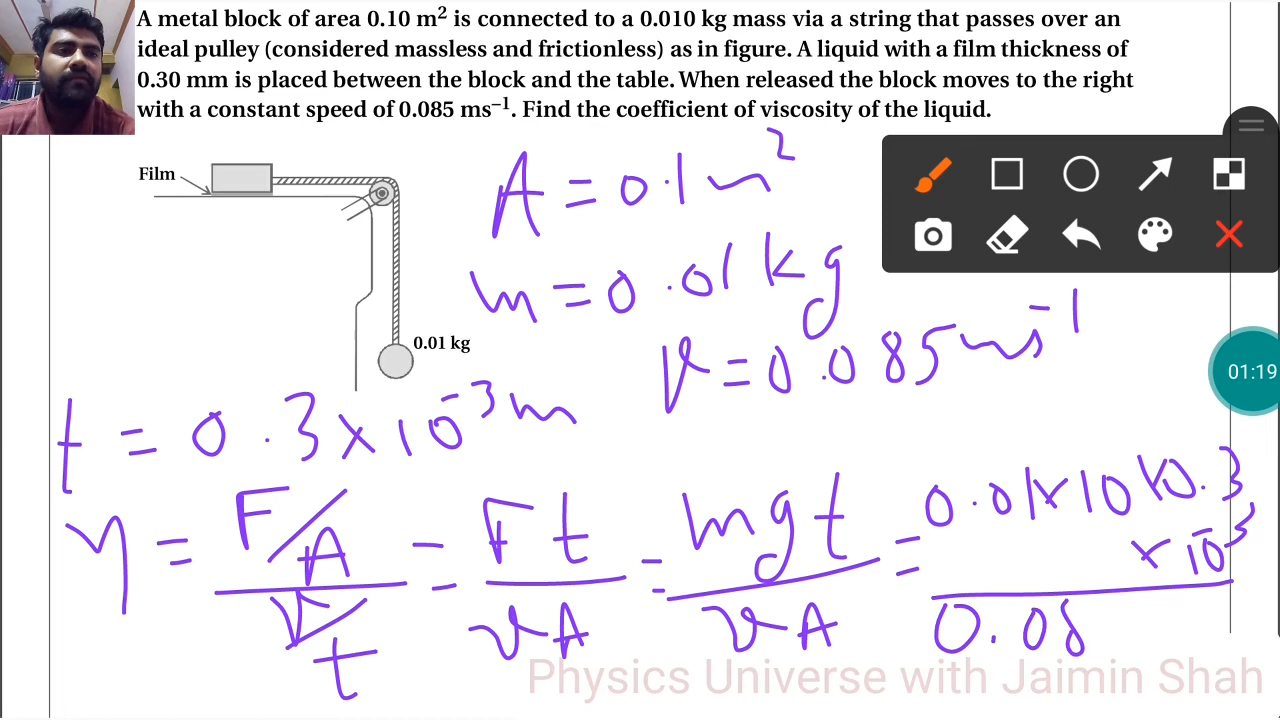 A metal block of area 0.10 m² is connected to a 0.010 kg mass via a string that passes over an
ideal pulley (considered massless and frictionless) as in figure. A liquid with a film thickness of
0.30 mm is placed between the block and the table. When released the block moves to the right
with a constant speed of 0.085 ms⁻¹. Find the coefficient of viscosity of the liquid.
Film
0.01 kg
A = 0.1 m²
m = 0.01 kg
v = 0.085 ms⁻¹
01:19
t = 0.3 × 10⁻³ m
η = F/A / v/t = Ft / vA = mgt / vA = 0.01 × 10 × 0.3 × 10⁻³ / 0.08
Physics Universe with Jaimin Shah